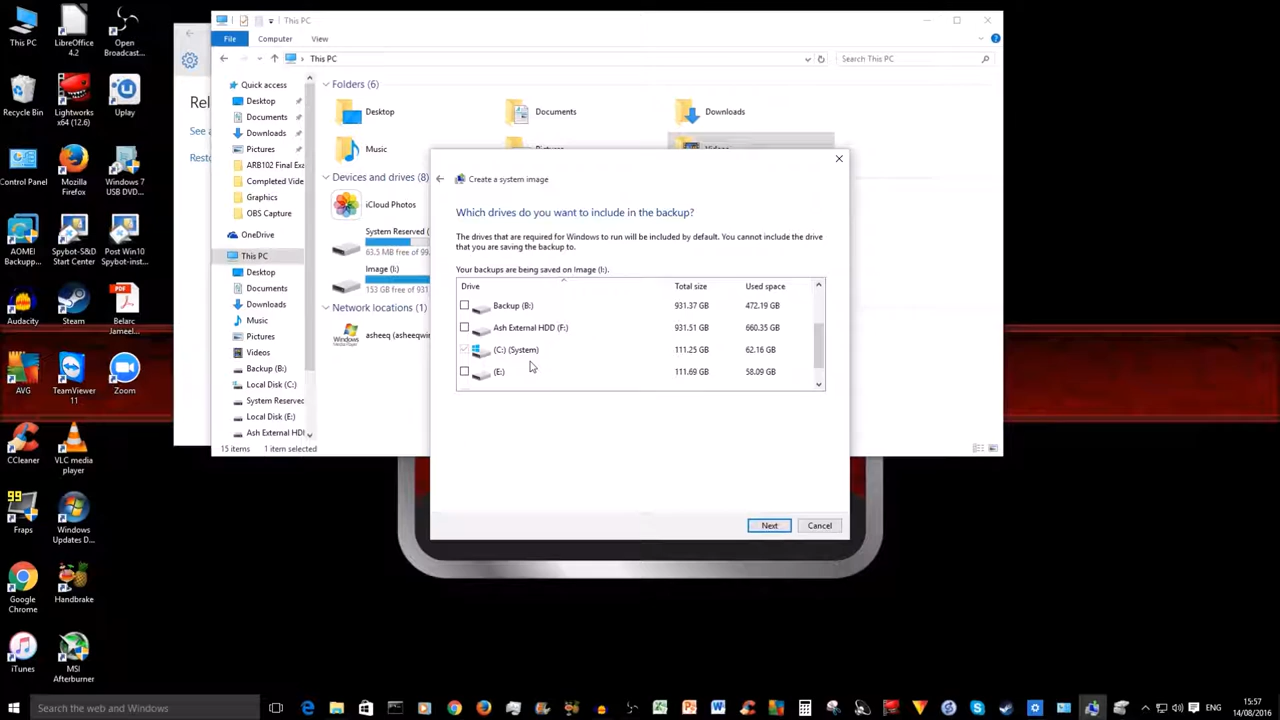 This PC
LibreOffice
4.2
Open
Broadcast...
Recycle Bin
Lightworks
x64 (12.6)
Uplay
Control Panel
Mozilla
Firefox
Windows 7
USB DVD...
AOMEI
Backupp...
Spybot-S&D
Start Center
Post Win10
Spybot-inst...
Audacity
Steam
Belar
Jameel...
AVG
TeamViewer
11
Zoom
CCleaner
VLC media
player
99
Fraps
Windows
Updates D...
Google
Chrome
Handbrake
iTunes
MSI
Afterburner
Rel
See a
Resto
This PC
File
Computer
View
This PC
Search This PC
Quick access
Desktop
Documents
Downloads
Pictures
ARB102 Final Exa
Completed Vide
Graphics
OBS Capture
OneDrive
This PC
Desktop
Documents
Downloads
Music
Pictures
Videos
Backup (B:)
Local Disk (C:)
System Reserved
Local Disk (E:)
Ash External HDI
15 items
1 item selected
Folders (6)
Desktop
Documents
Downloads
Music
Pictures
Videos
Devices and drives (8)
iCloud Photos
System Reserved (
63.5 MB free of 99.
Image (I:)
153 GB free of 931
Network locations (1)
Windows
asheeq (asheeqwin
Create a system image
Which drives do you want to include in the backup?
The drives that are required for Windows to run will be included by default. You cannot include the drive
that you are saving the backup to.
Your backups are being saved on Image (I:).
Drive Total size Used space
Backup (B:) 931.37 GB 472.19 GB
Ash External HDD (F:) 931.51 GB 660.35 GB
(C:) (System) 111.25 GB 62.16 GB
(E:) 111.69 GB 58.09 GB
Next
Cancel
Search the web and Windows
ENG
15:57
14/08/2016